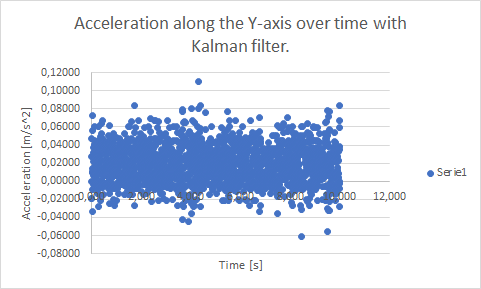 Acceleration along the Y-axis over time with
Kalman filter.
0,12000
0,10000
0,08000
0,06000
0,04000
0,02000
0,00000
-0,02000
-0,04000
-0,06000
-0,08000
12,000
Acceleration [m/s^2]
Time [s]
Serie1